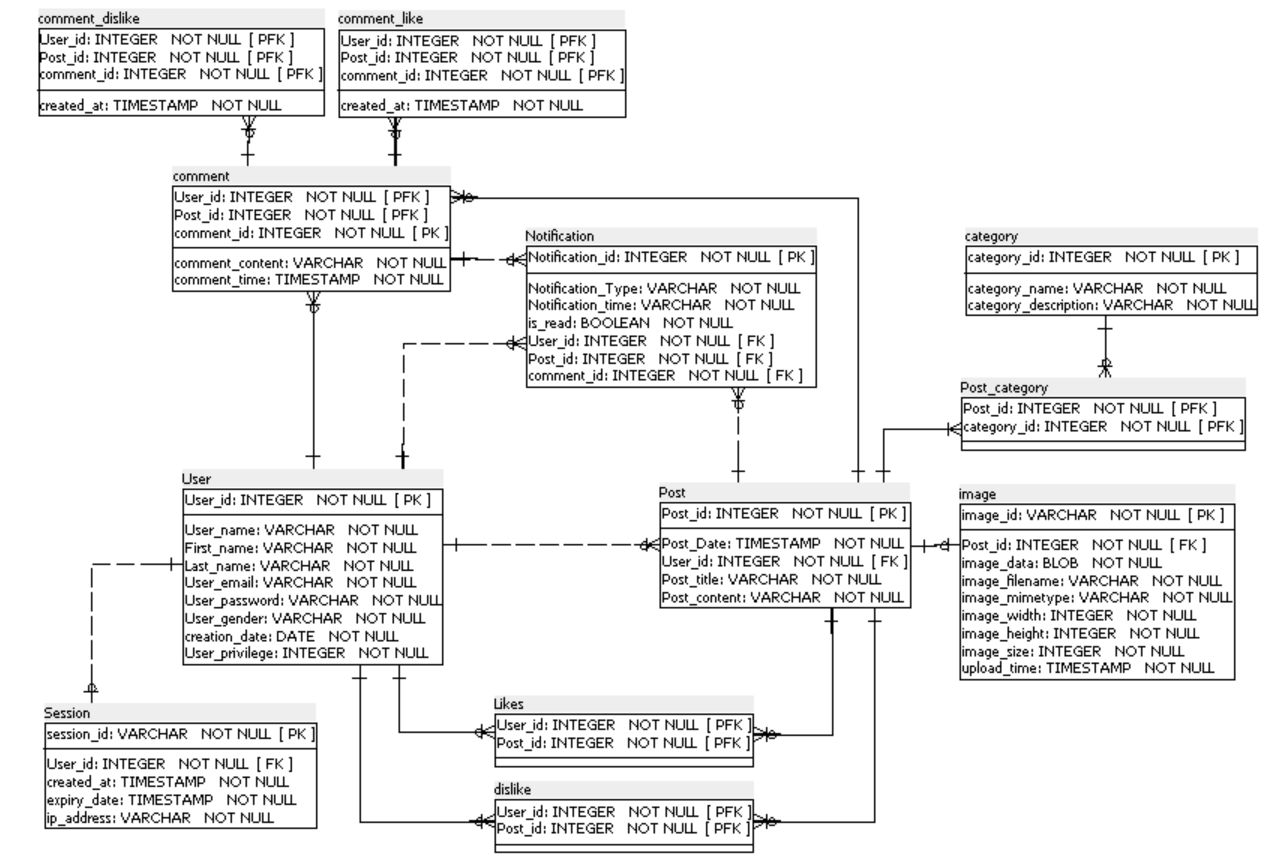 comment_dislike
User_id: INTEGER NOT NULL [ PFK ]
Post_id: INTEGER NOT NULL [ PFK ]
comment_id: INTEGER NOT NULL [ PFK ]
created_at: TIMESTAMP NOT NULL
comment_like
User_id: INTEGER NOT NULL [ PFK ]
Post_id: INTEGER NOT NULL [ PFK ]
comment_id: INTEGER NOT NULL [ PFK ]
created_at: TIMESTAMP NOT NULL
comment
User_id: INTEGER NOT NULL [ PFK ]
Post_id: INTEGER NOT NULL [ PFK ]
comment_id: INTEGER NOT NULL [ PK ]
comment_content: VARCHAR NOT NULL
comment_time: TIMESTAMP NOT NULL
Notification
Notification_id: INTEGER NOT NULL [ PK ]
Notification_Type: VARCHAR NOT NULL
Notification_time: VARCHAR NOT NULL
is_read: BOOLEAN NOT NULL
User_id: INTEGER NOT NULL [ FK ]
Post_id: INTEGER NOT NULL [ FK ]
comment_id: INTEGER NOT NULL [ FK ]
category
category_id: INTEGER NOT NULL [ PK ]
category_name: VARCHAR NOT NULL
category_description: VARCHAR NOT NULL
Post_category
Post_id: INTEGER NOT NULL [ PFK ]
category_id: INTEGER NOT NULL [ PFK ]
User
User_id: INTEGER NOT NULL [ PK ]
User_name: VARCHAR NOT NULL
First_name: VARCHAR NOT NULL
Last_name: VARCHAR NOT NULL
User_email: VARCHAR NOT NULL
User_password: VARCHAR NOT NULL
User_gender: VARCHAR NOT NULL
creation_date: DATE NOT NULL
User_privilege: INTEGER NOT NULL
Post
Post_id: INTEGER NOT NULL [ PK ]
Post_Date: TIMESTAMP NOT NULL
User_id: INTEGER NOT NULL [ FK ]
Post_title: VARCHAR NOT NULL
Post_content: VARCHAR NOT NULL
image
image_id: VARCHAR NOT NULL [ PK ]
Post_id: INTEGER NOT NULL [ FK ]
image_data: BLOB NOT NULL
image_filename: VARCHAR NOT NULL
image_mimetype: VARCHAR NOT NULL
image_width: INTEGER NOT NULL
image_height: INTEGER NOT NULL
image_size: INTEGER NOT NULL
upload_time: TIMESTAMP NOT NULL
Session
session_id: VARCHAR NOT NULL [ PK ]
User_id: INTEGER NOT NULL [ FK ]
created_at: TIMESTAMP NOT NULL
expiry_date: TIMESTAMP NOT NULL
ip_address: VARCHAR NOT NULL
Likes
User_id: INTEGER NOT NULL [ PFK ]
Post_id: INTEGER NOT NULL [ PFK ]
dislike
User_id: INTEGER NOT NULL [ PFK ]
Post_id: INTEGER NOT NULL [ PFK ]